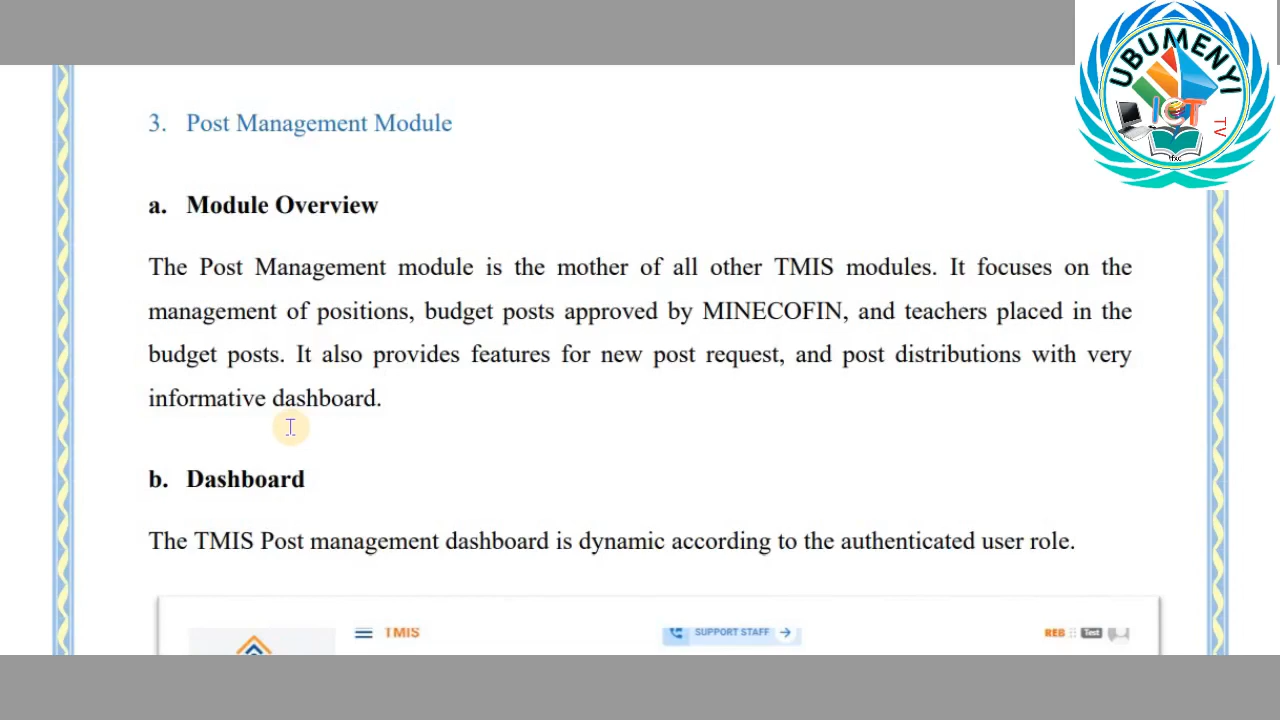 UBUMENYI
ICT
TV
3. Post Management Module
a. Module Overview
The Post Management module is the mother of all other TMIS modules. It focuses on the
management of positions, budget posts approved by MINECOFIN, and teachers placed in the
budget posts. It also provides features for new post request, and post distributions with very
informative dashboard.
b. Dashboard
The TMIS Post management dashboard is dynamic according to the authenticated user role.
TMIS
SUPPORT STAFF
REB
Test